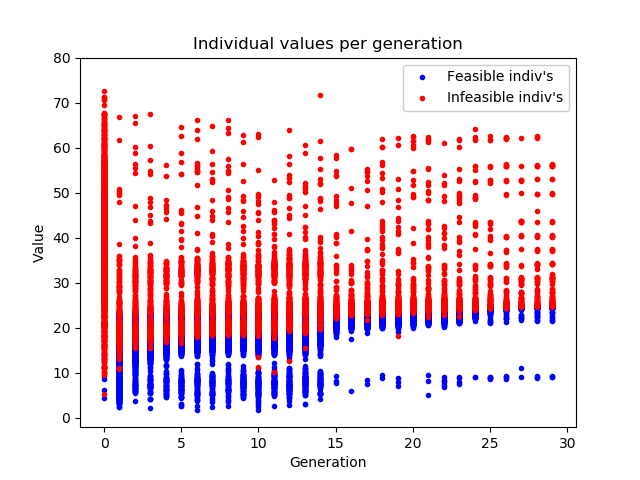 Individual values per generation
Feasible indiv's
Infeasible indiv's
80
70
60
50
40
30
20
10
0
Value
0 5 10 15 20 25 30
Generation